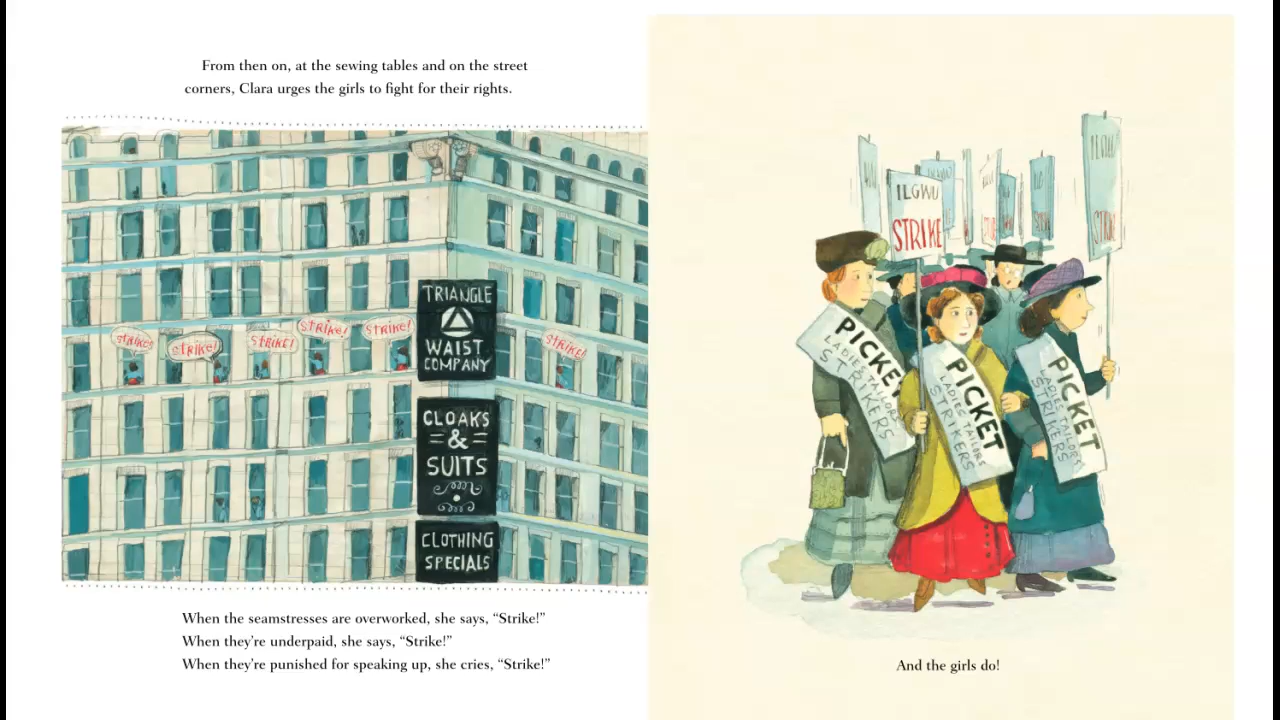 From then on, at the sewing tables and on the street
corners, Clara urges the girls to fight for their rights.
STRIKE!
STRIKE!
STRIKE!
STRIKE!
STRIKE!
STRIKE!
TRIANGLE
WAIST
COMPANY
CLOAKS
&
SUITS
CLOTHING
SPECIALS
When the seamstresses are overworked, she says, “Strike!”
When they’re underpaid, she says, “Strike!”
When they’re punished for speaking up, she cries, “Strike!”
ILGWU
STRIKE
STRIKE
PICKET
LADIES TAILORS
STRIKERS
PICKET
LADIES TAILORS
STRIKERS
PICKET
LADIES TAILORS
STRIKERS
And the girls do!